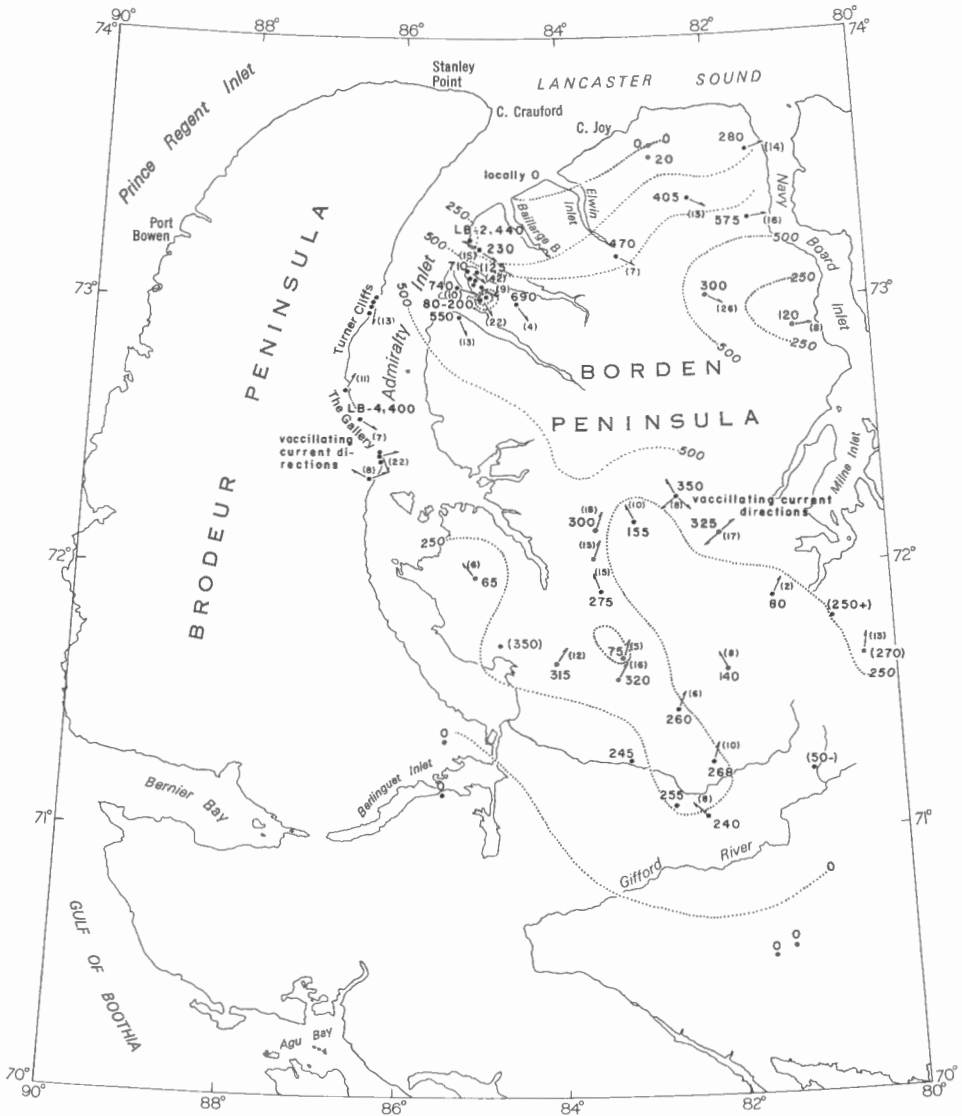 90° 88° 86° 84° 82° 80°
74° 74°
Stanley
Point
LANCASTER SOUND
C. Crauford
C. Joy
Prince Regent Inlet
0 0
20
280
(14)
locally 0
Elwin
Inlet
Baillarge B.
Navy
Board
Inlet
405
(13)
575
(16)
250
LB-2,440
230
470
(7)
500
Port
Bowen
(15)
710
(125
(42)
(9)
740
(10)
80-200
550
690
(4)
(22)
(13)
500
500
250
300
(26)
120
(8)
250
500
73° 73°
Inlet
Admiralty
Turner Cliffs
(13)
BORDEN
PENINSULA
BRODEUR PENINSULA
(11)
LB-4,400
The Gallery
(7)
vaccillating
current di-
rections
(22)
(8)
500
Milne Inlet
350
(8)
vaccillating current
directions
(10)
155
325
(17)
(18)
300
(15)
(15)
275
72° 72°
250
(6)
65
(2)
80
(250+)
(13)
(270)
250
(350)
(12)
315
75
(5)
(16)
320
(8)
140
(6)
260
245
(10)
268
(50-)
0
Berlinguet Inlet
0
255
(8)
240
Bernier Bay
71° 71°
Gifford River
0
0 0
GULF OF BOOTHIA
Agu Bay
70° 70°
90° 88° 86° 84° 82° 80°